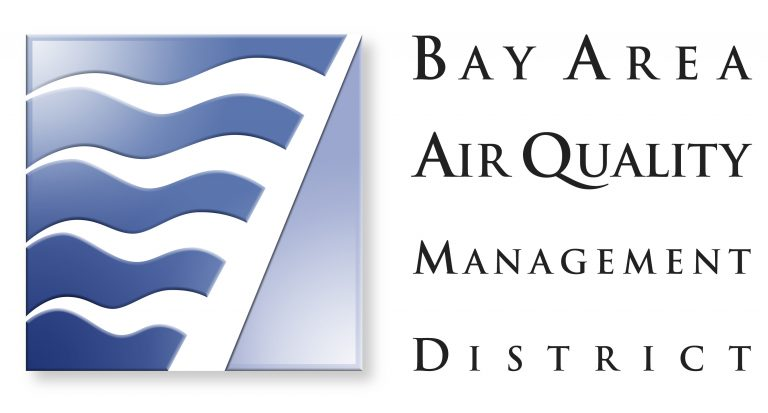 BAY AREA
AIR QUALITY
MANAGEMENT
DISTRICT